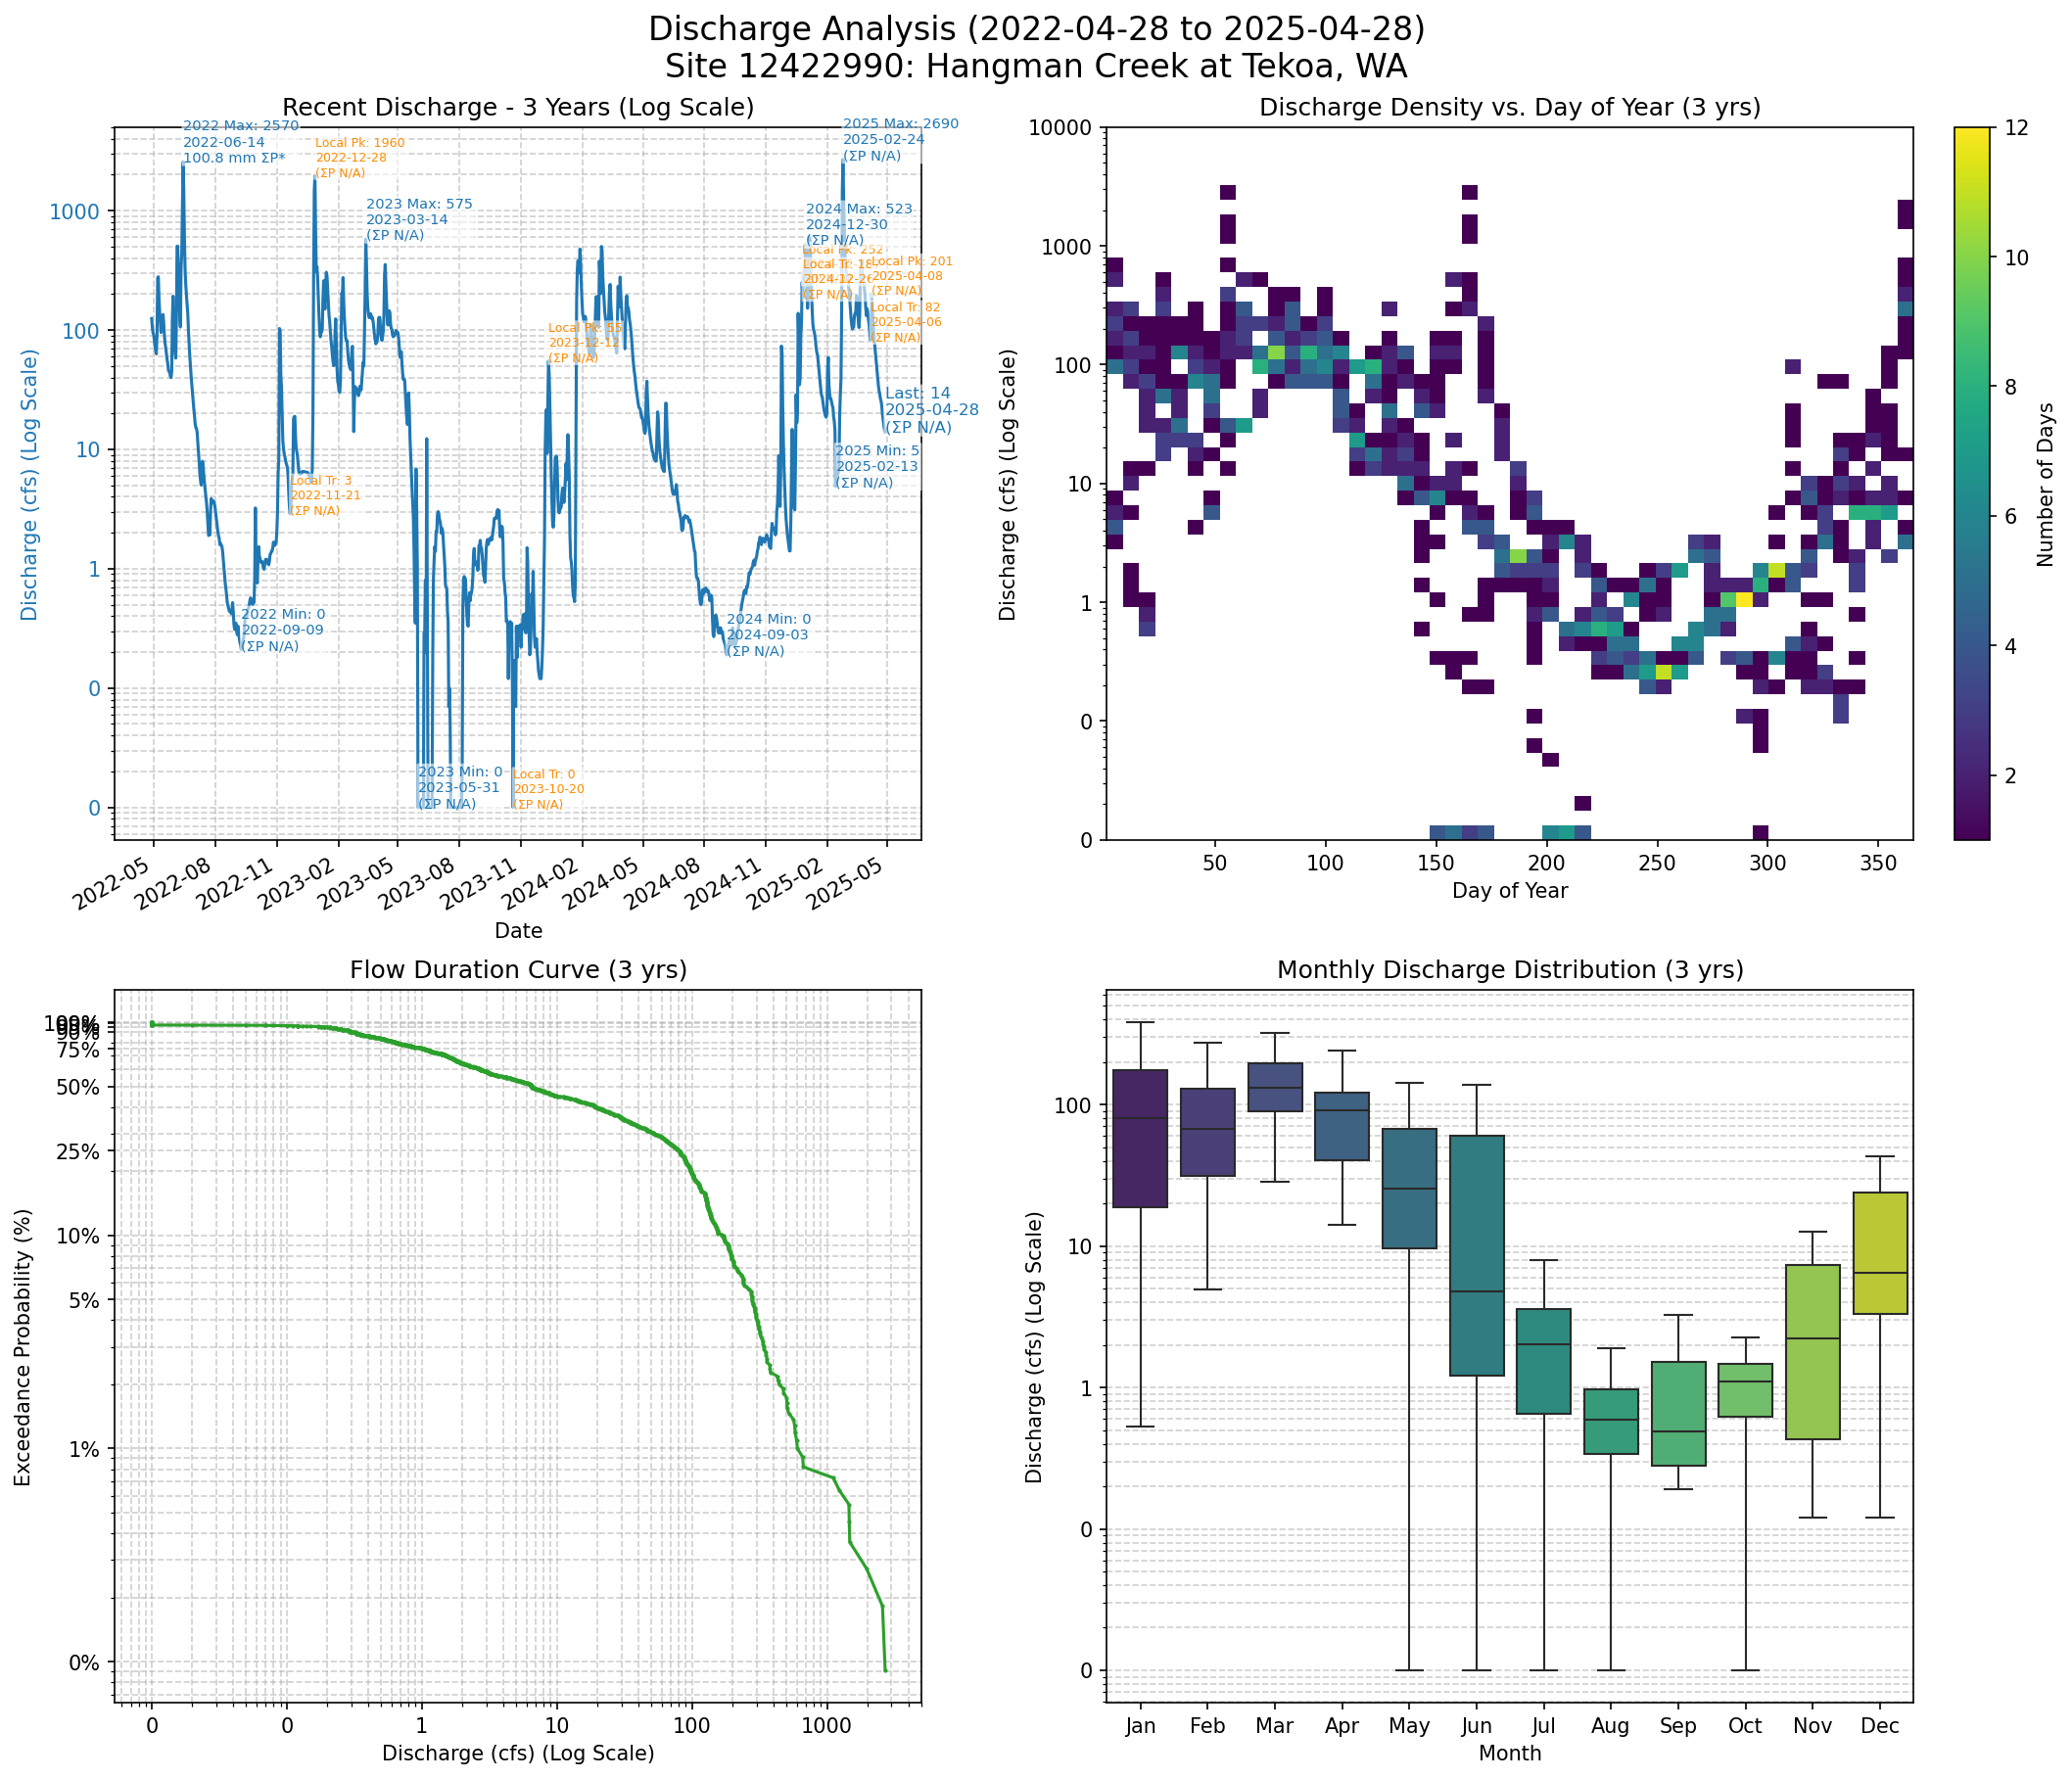 Discharge Analysis (2022-04-28 to 2025-04-28)
Site 12422990: Hangman Creek at Tekoa, WA
Recent Discharge - 3 Years (Log Scale)
Discharge (cfs) (Log Scale)
1000
100
10
1
0
0
2022 Max: 2570
2022-06-14
100.8 mm ΣP*
Local Pk: 1960
2022-12-28
(ΣP N/A)
2023 Max: 575
2023-03-14
(ΣP N/A)
2025 Max: 2690
2025-02-24
(ΣP N/A)
2024 Max: 523
2024-12-30
(ΣP N/A)
Local Pk: 252
Local Tr:
2024-12-26
(ΣP N/A)
Local Pk: 201
2025-04-08
(ΣP N/A)
Local Tr: 82
2025-04-06
(ΣP N/A)
Local Pk: 55
2023-12-12
(ΣP N/A)
Last: 14
2025-04-28
(ΣP N/A)
2025 Min: 5
2025-02-13
(ΣP N/A)
Local Tr: 3
2022-11-21
(ΣP N/A)
2022 Min: 0
2022-09-09
(ΣP N/A)
2024 Min: 0
2024-09-03
(ΣP N/A)
2023 Min: 0
2023-05-31
(ΣP N/A)
Local Tr: 0
2023-10-20
(ΣP N/A)
2022-05
2022-08
2022-11
2023-02
2023-05
2023-08
2023-11
2024-02
2024-05
2024-08
2024-11
2025-02
2025-05
Date
Discharge Density vs. Day of Year (3 yrs)
Discharge (cfs) (Log Scale)
10000
1000
100
10
1
0
0
50 100 150 200 250 300 350
Day of Year
12
10
8
6
4
2
Number of Days
Flow Duration Curve (3 yrs)
Exceedance Probability (%)
100%
90%
75%
50%
25%
10%
5%
1%
0%
0 0 1 10 100 1000
Discharge (cfs) (Log Scale)
Monthly Discharge Distribution (3 yrs)
Discharge (cfs) (Log Scale)
100
10
1
0
0
Jan Feb Mar Apr May Jun Jul Aug Sep Oct Nov Dec
Month